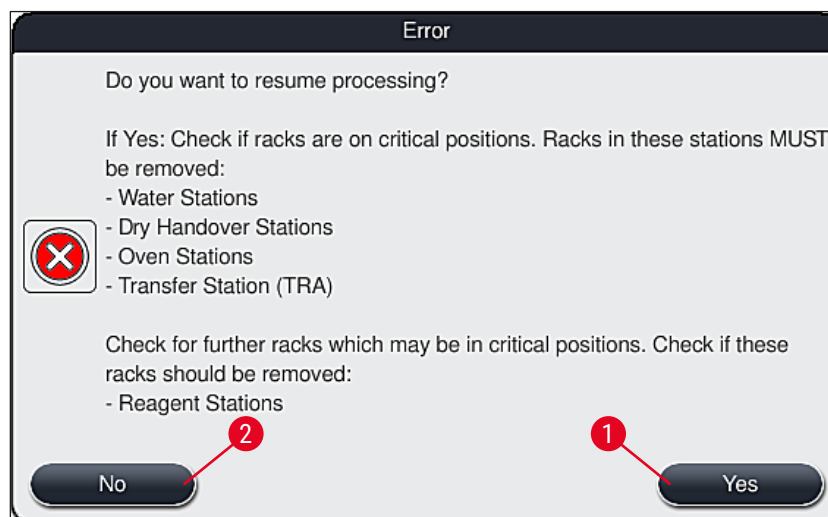 Error
Do you want to resume processing?
If Yes: Check if racks are on critical positions. Racks in these stations MUST
be removed:
- Water Stations
- Dry Handover Stations
- Oven Stations
- Transfer Station (TRA)
Check for further racks which may be in critical positions. Check if these
racks should be removed:
- Reagent Stations
2
1
No
Yes